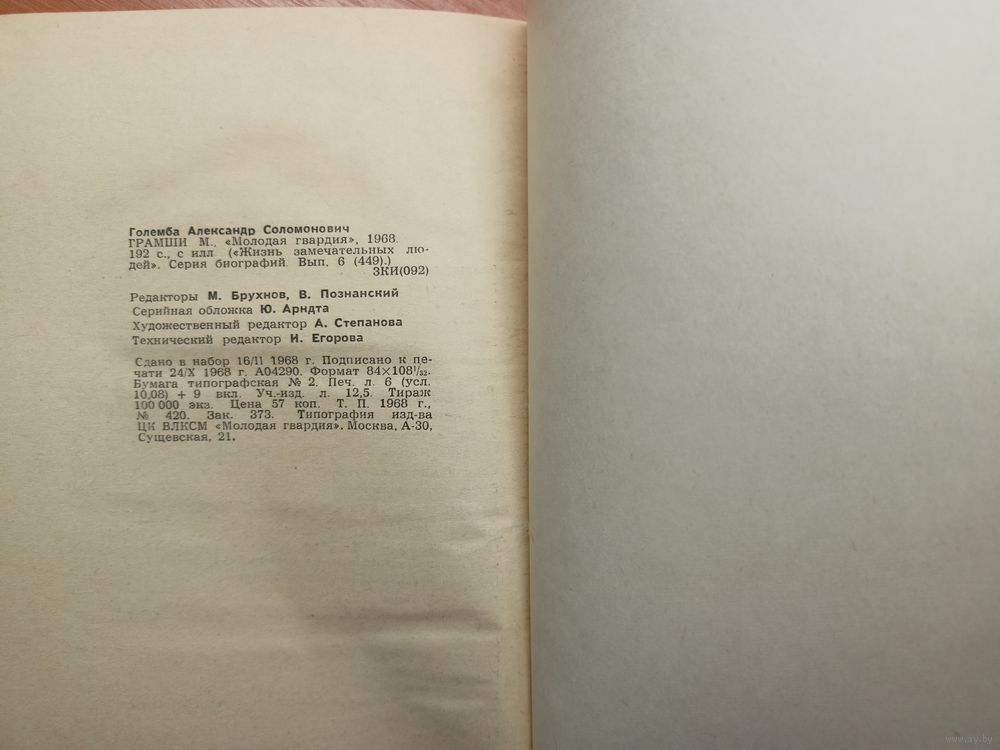 Големба Александр Соломонович
ГРАМШИ М., «Молодая гвардия», 1968.
192 с., с илл. («Жизнь замечательных лю-
дей». Серия биографий. Вып. 6 (449).)
3КИ(092)
Редакторы М. Брухнов, В. Познанский
Серийная обложка Ю. Арндта
Художественный редактор А. Степанова
Технический редактор И. Егорова
Сдано в набор 16/II 1968 г. Подписано к пе-
чати 24/X 1968 г. А04290. Формат 84×108¹/₃₂.
Бумага типографская № 2. Печ. л. 6 (усл.
10,08) + 9 вкл. Уч.-изд. л. 12,5. Тираж
100 000 экз. Цена 57 коп. Т. П. 1968 г.,
№ 420. Зак. 373. Типография изд-ва
ЦК ВЛКСМ «Молодая гвардия». Москва, А-30,
Сущевская, 21.
www.ay.by